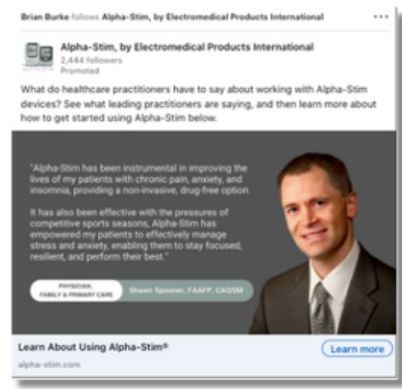 Brian Burke follows Alpha-Stim, by Electromedical Products International
Alpha-Stim, by Electromedical Products International
2,444 followers
Promoted
What do healthcare practitioners have to say about working with Alpha-Stim
devices? See what leading practitioners are saying, and then learn more about
how to get started using Alpha-Stim below.
"Alpha-Stim has been instrumental in improving the
lives of my patients with chronic pain, anxiety, and
insomnia, providing a non-invasive, drug-free option.
It has also been effective with the pressures of
competitive sports seasons, Alpha-Stim has
empowered my patients to effectively manage
stress and anxiety, enabling them to stay focused,
resilient, and perform their best."
PHYSICIAN,
FAMILY & PRIMARY CARE
Shawn Spooner, FAAFP, CAQSM
Learn About Using Alpha-Stim®
Learn more
alpha-stim.com